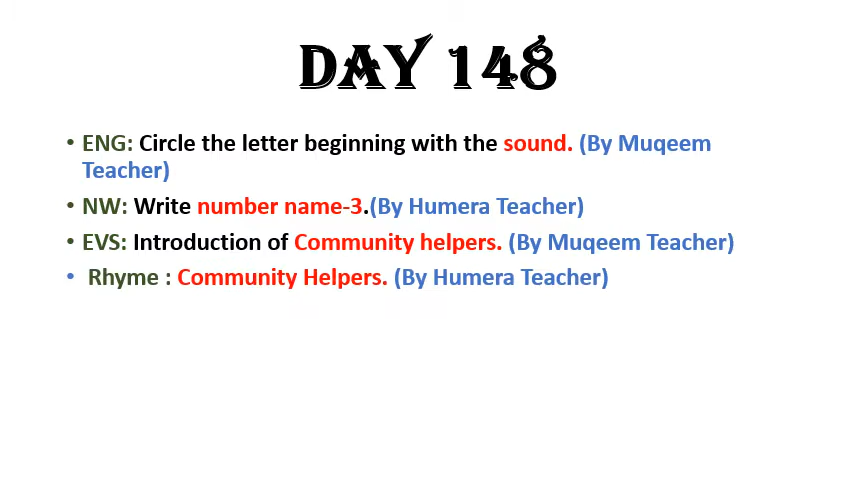 DAY 148
• ENG: Circle the letter beginning with the sound. (By Muqeem
Teacher)
• NW: Write number name-3.(By Humera Teacher)
• EVS: Introduction of Community helpers. (By Muqeem Teacher)
• Rhyme : Community Helpers. (By Humera Teacher)